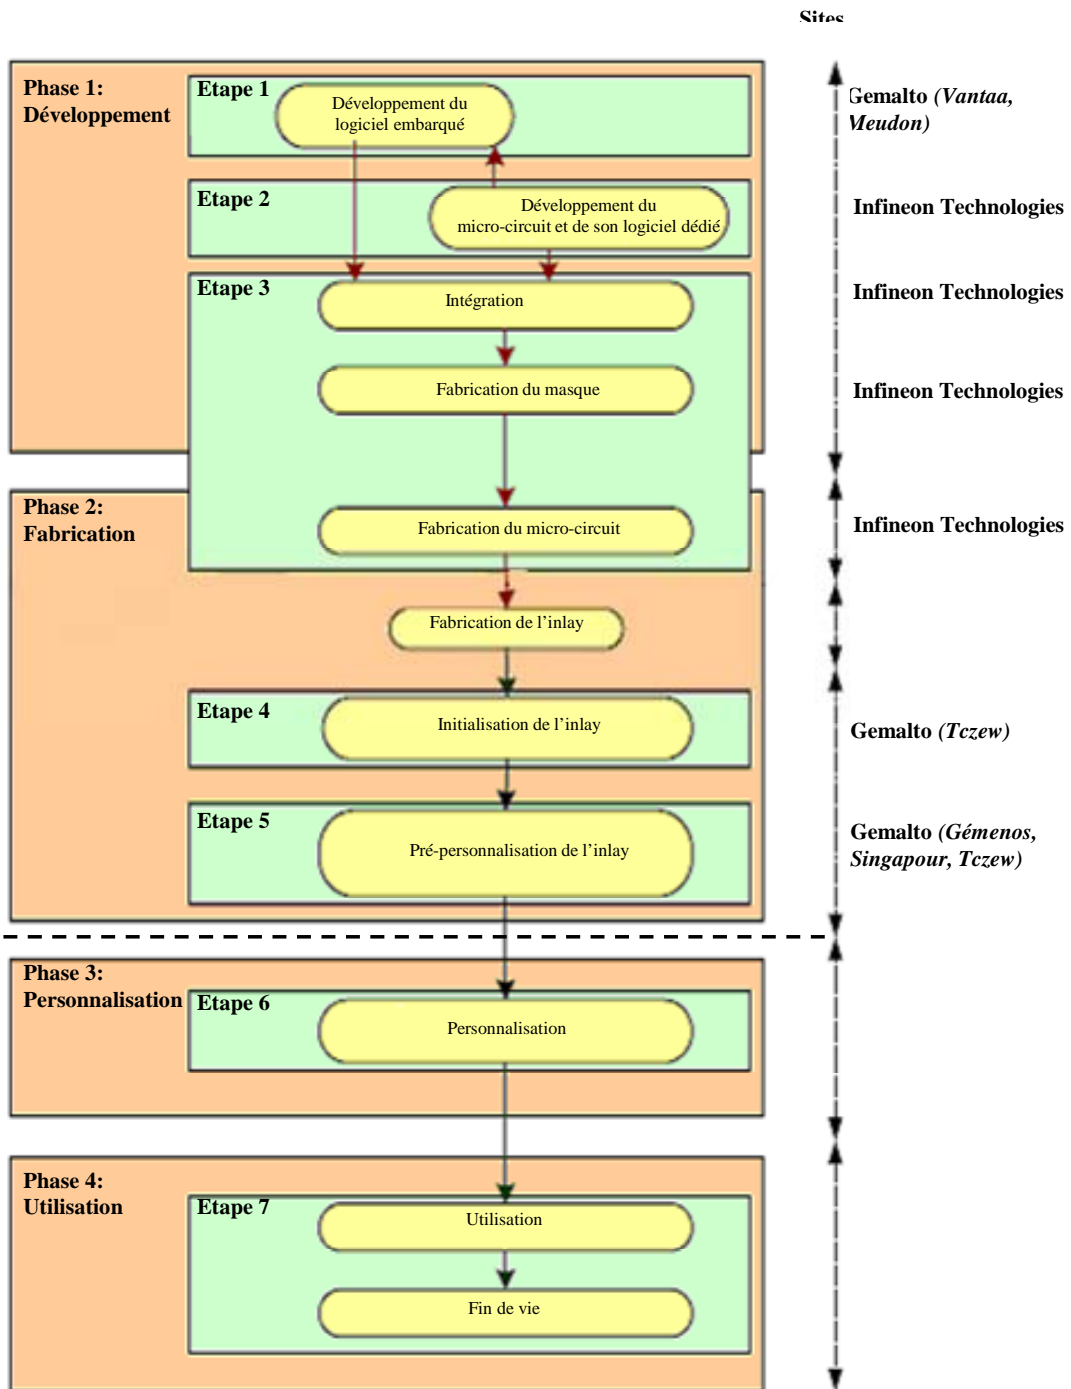 Sites
Phase 1:
Développement
Etape 1
Développement du
logiciel embarqué
Gemalto (Vantaa,
Meudon)
Etape 2
Développement du
micro-circuit et de son logiciel dédié
Infineon Technologies
Etape 3
Intégration
Infineon Technologies
Fabrication du masque
Infineon Technologies
Phase 2:
Fabrication
Fabrication du micro-circuit
Infineon Technologies
Fabrication de l’inlay
Etape 4
Initialisation de l’inlay
Gemalto (Tczew)
Etape 5
Pré-personnalisation de l’inlay
Gemalto (Gémenos,
Singapour, Tczew)
Phase 3:
Personnalisation
Etape 6
Personnalisation
Phase 4:
Utilisation
Etape 7
Utilisation
Fin de vie